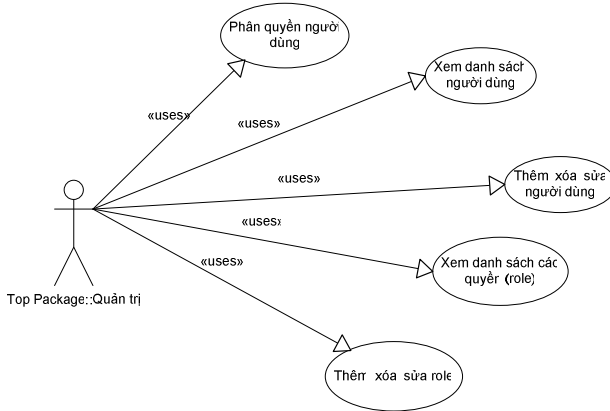 Phân quyền người
dùng
Xem danh sách
người dùng
«uses»
«uses»
«uses»
Thêm xóa sửa
người dùng
«uses»
Xem danh sách các
quyền (role)
«uses»
Top Package::Quản trị
Thêm xóa sửa role